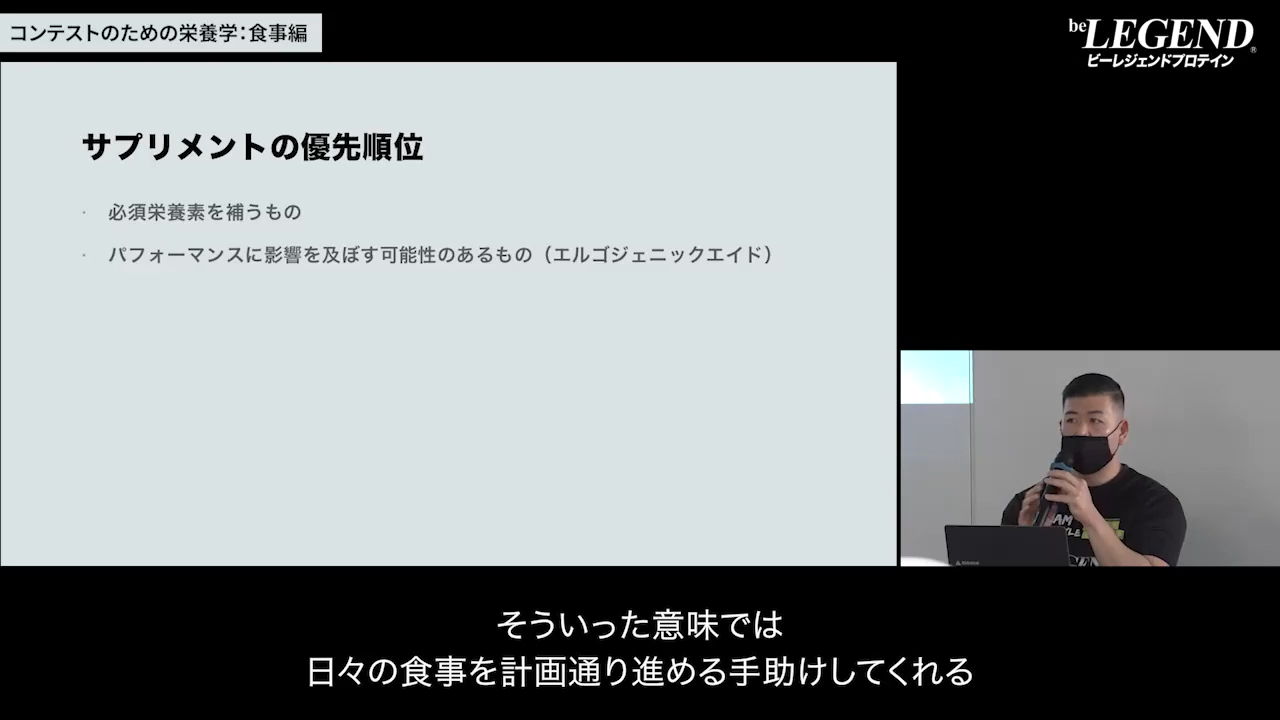 コンテストのための栄養学:食事編
be LEGEND®
ビーレジェンドプロテイン
サプリメントの優先順位
· 必須栄養素を補うもの
· パフォーマンスに影響を及ぼす可能性のあるもの（エルゴジェニックエイド）
そういった意味では
日々の食事を計画通り進める手助けしてくれる